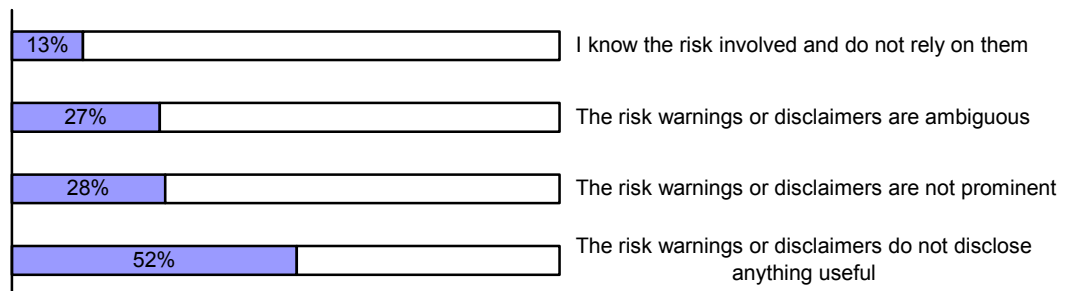 13% I know the risk involved and do not rely on them
27% The risk warnings or disclaimers are ambiguous
28% The risk warnings or disclaimers are not prominent
52% The risk warnings or disclaimers do not disclose
anything useful